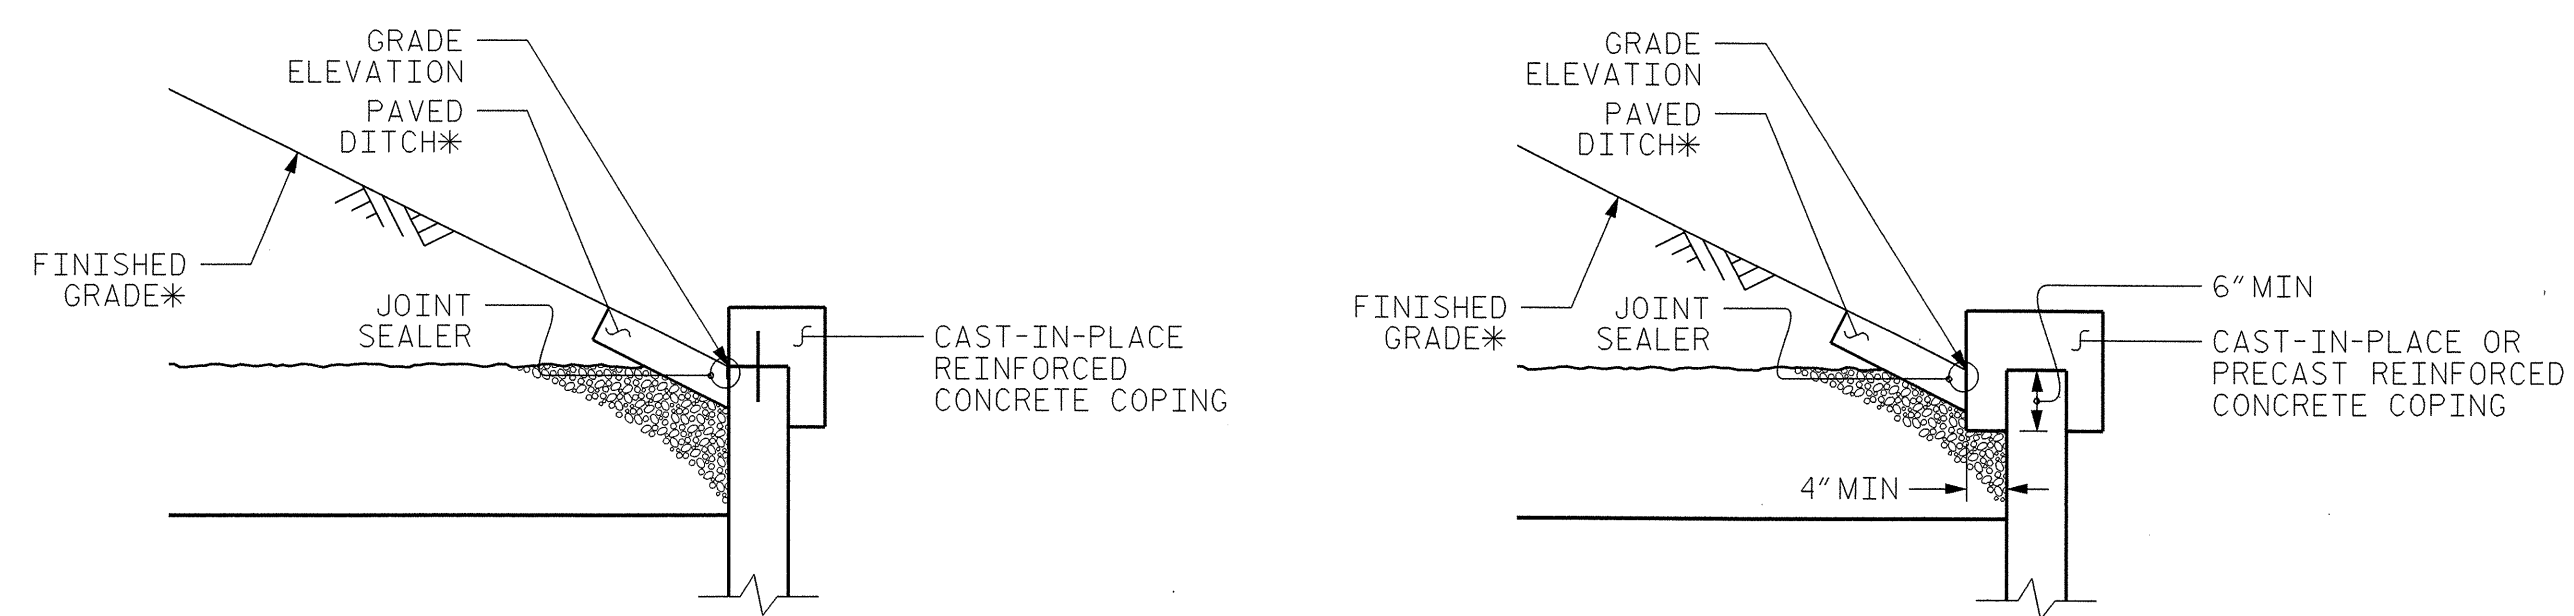 GRADE
ELEVATION
PAVED
DITCH*
FINISHED
GRADE*
JOINT
SEALER
CAST-IN-PLACE
REINFORCED
CONCRETE COPING
GRADE
ELEVATION
PAVED
DITCH*
FINISHED
GRADE*
JOINT
SEALER
6" MIN
CAST-IN-PLACE OR
PRECAST REINFORCED
CONCRETE COPING
4" MIN